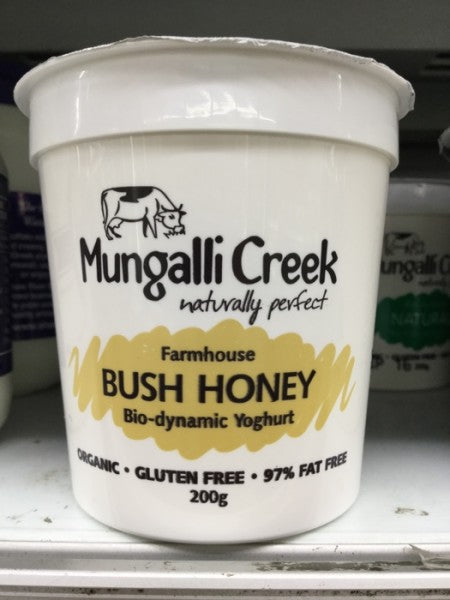 Mungalli Creek
naturally perfect
Farmhouse
BUSH HONEY
Bio-dynamic Yoghurt
ORGANIC • GLUTEN FREE • 97% FAT FREE
200g